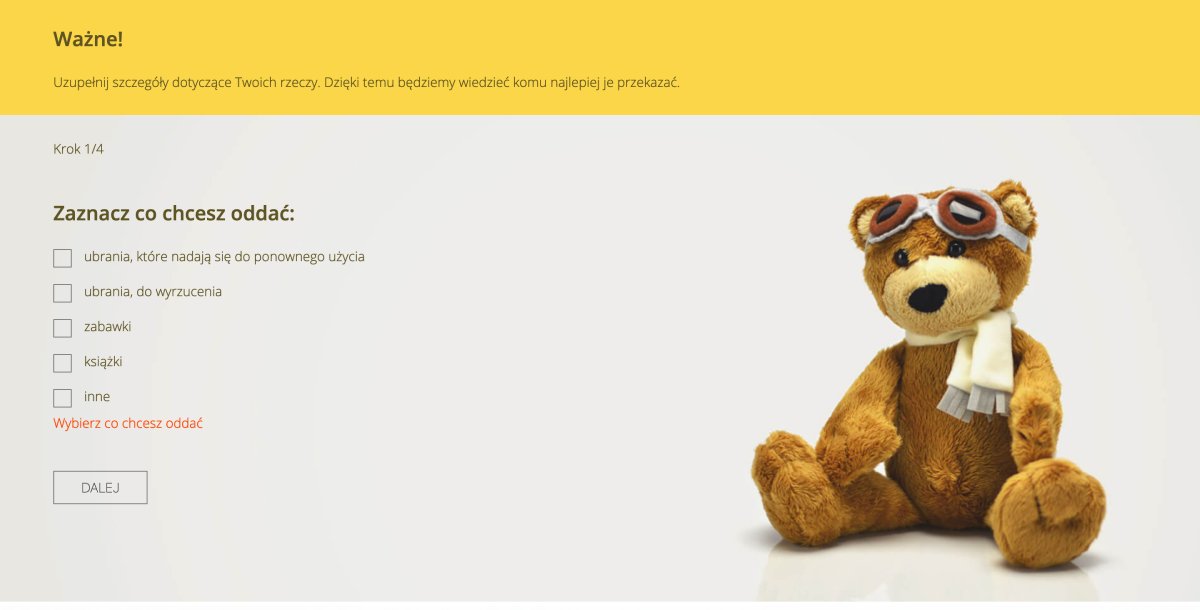 Ważne!
Uzupełnij szczegóły dotyczące Twoich rzeczy. Dzięki temu będziemy wiedzieć komu najlepiej je przekazać.
Krok 1/4
Zaznacz co chcesz oddać:
ubrania, które nadają się do ponownego użycia
ubrania, do wyrzucenia
zabawki
książki
inne
Wybierz co chcesz oddać
DALEJ